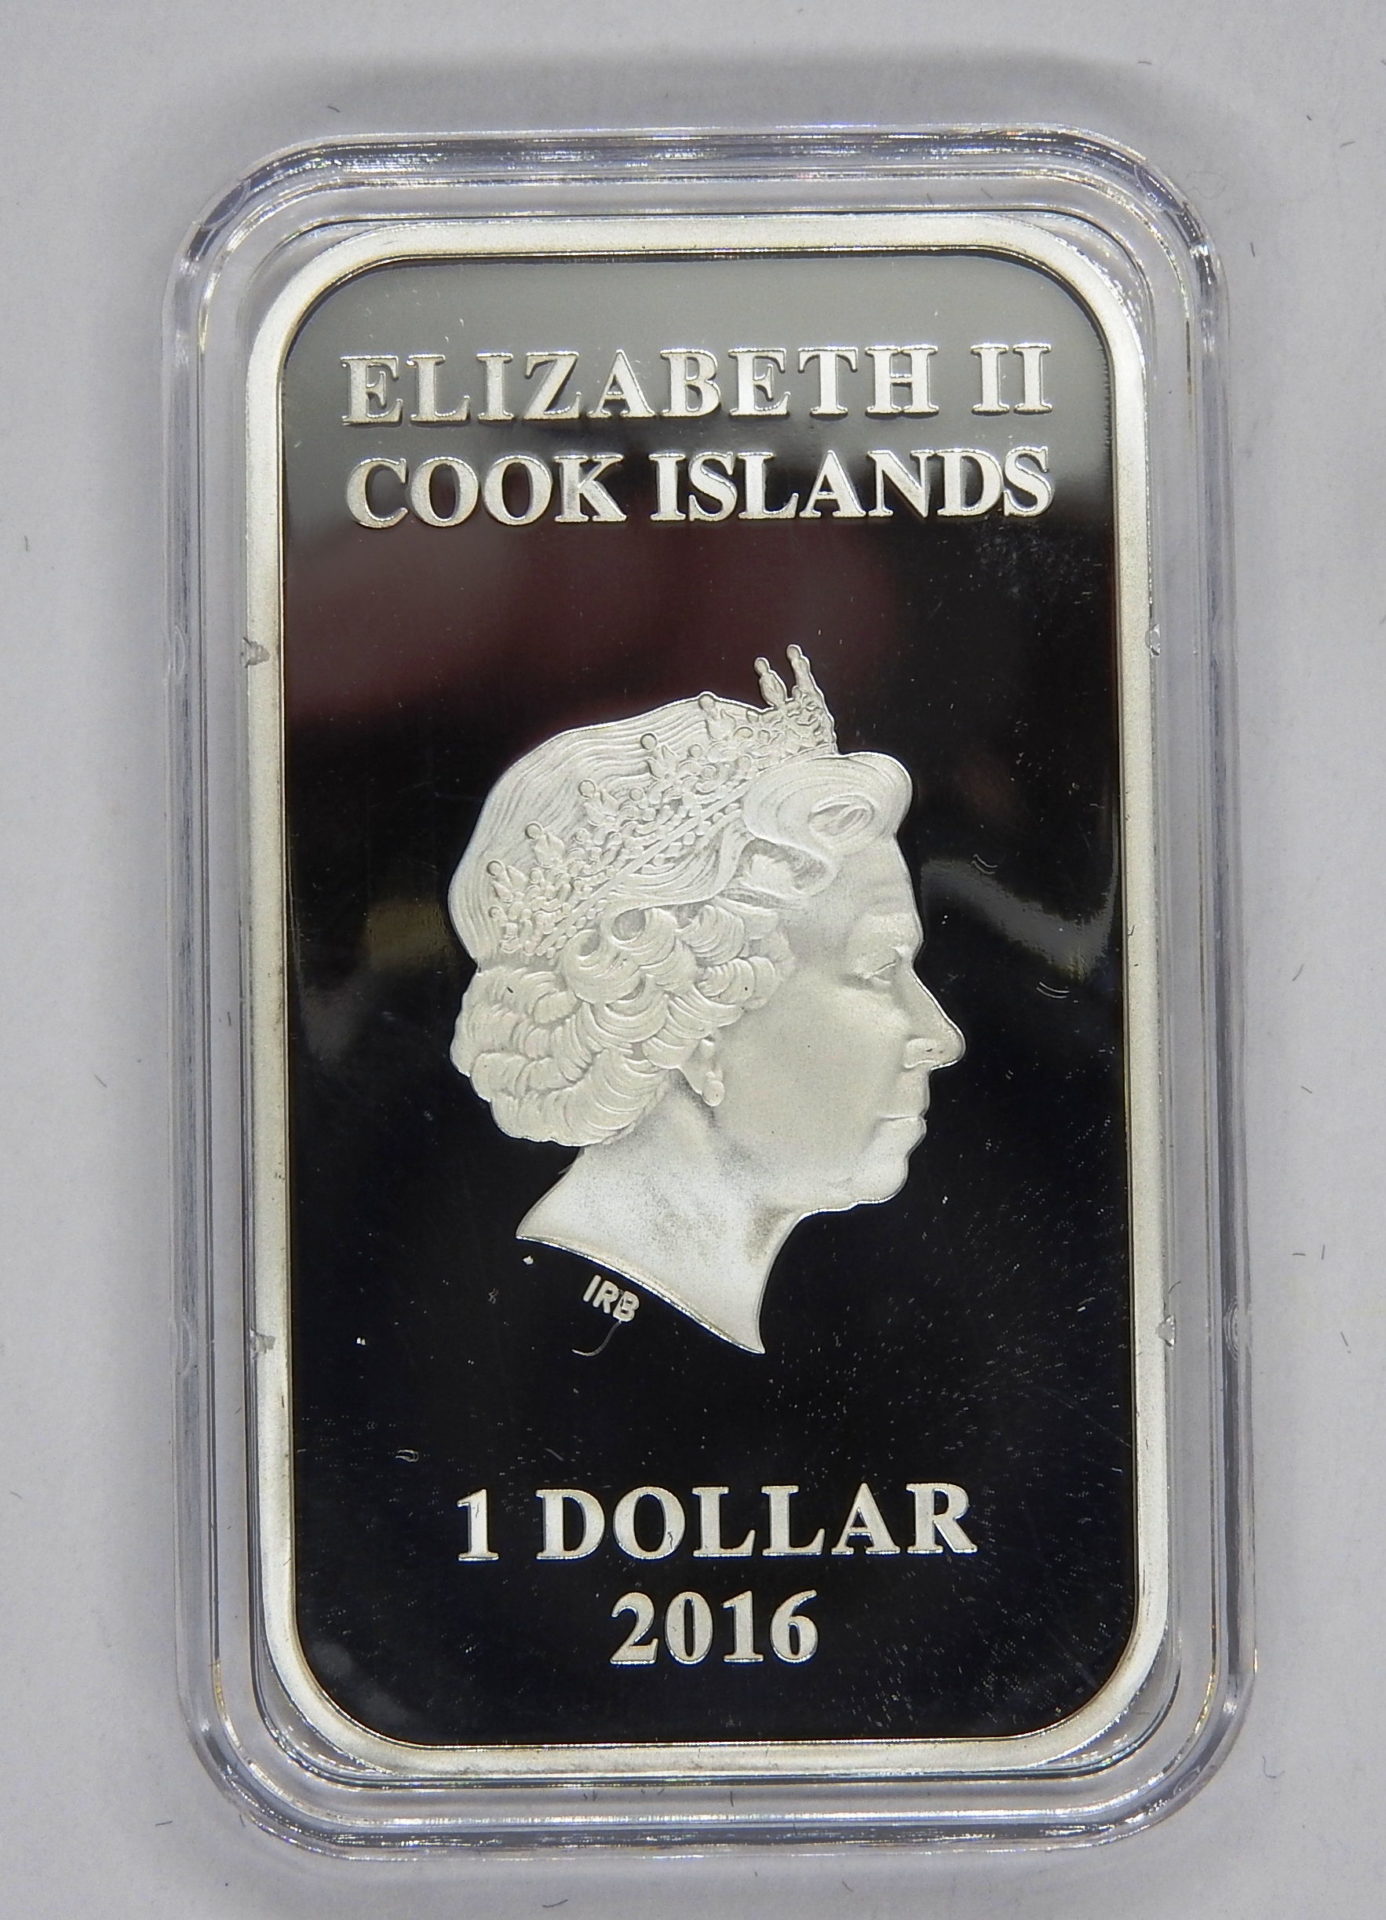 ELIZABETH II
COOK ISLANDS
IRB
1 DOLLAR
2016